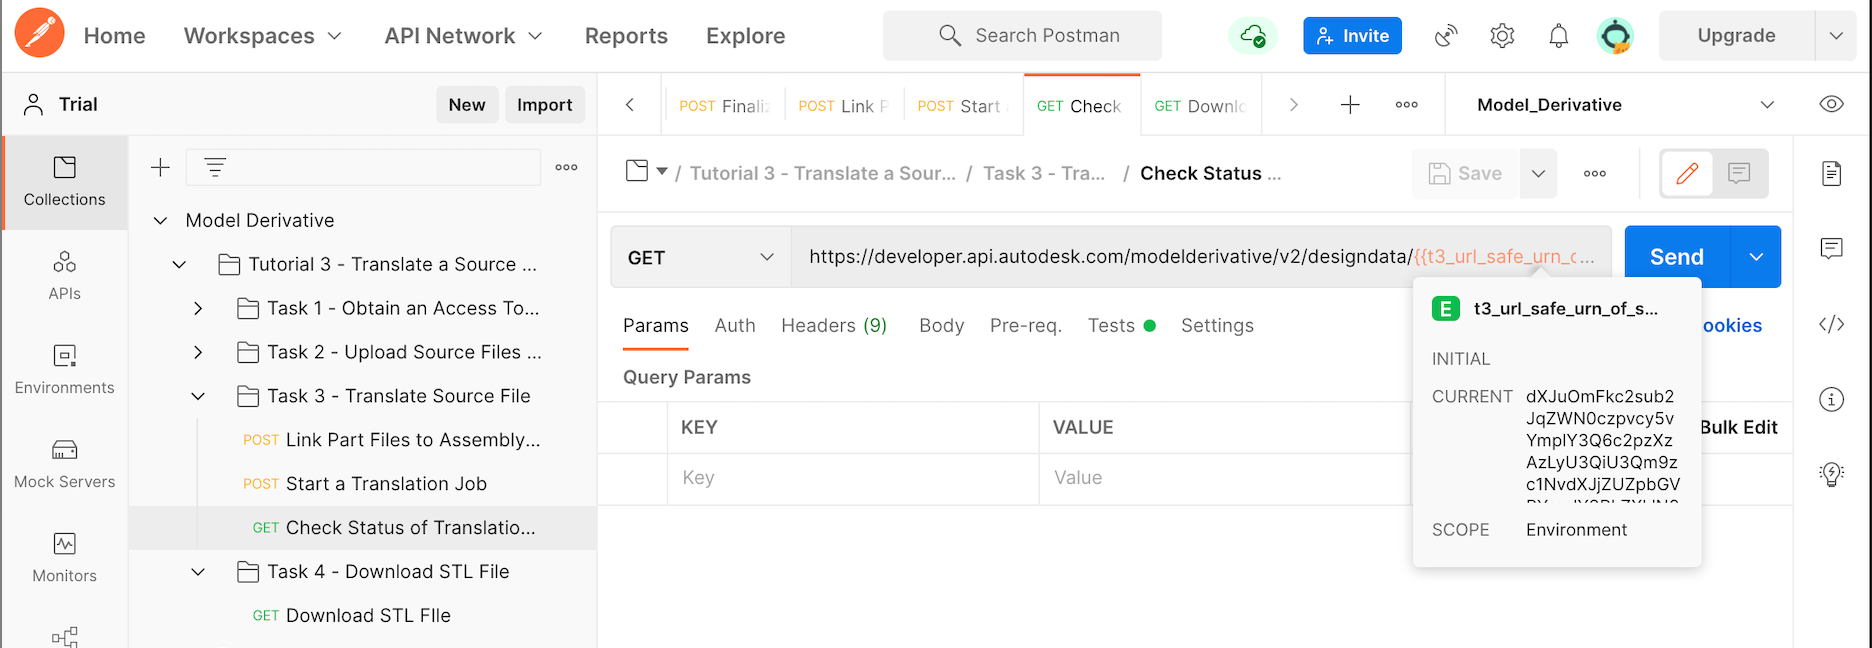 Home Workspaces API Network Reports Explore Search Postman Invite Upgrade
Trial New Import
POST Finaliz POST Link P POST Start GET Check GET Downlo Model_Derivative
Collections
APIs
Environments
Mock Servers
Monitors
Model Derivative
Tutorial 3 - Translate a Source ...
Task 1 - Obtain an Access To...
Task 2 - Upload Source Files ...
Task 3 - Translate Source File
POST Link Part Files to Assembly...
POST Start a Translation Job
GET Check Status of Translatio...
Task 4 - Download STL File
GET Download STL FIle
/ Tutorial 3 - Translate a Sour... / Task 3 - Tra... / Check Status ... Save
GET https://developer.api.autodesk.com/modelderivative/v2/designdata/{{t3_url_safe_urn_c... Send
Params Auth Headers (9) Body Pre-req. Tests Settings ookies
Query Params
KEY VALUE Bulk Edit
Key Value
E t3_url_safe_urn_of_s...
INITIAL
CURRENT dXJuOmFkc2sub2
JqZWN0czpvcy5v
YmplY3Q6c2pzXz
AzLyU3QiU3Qm9z
c1NvdXJjZUZpbGV
SCOPE Environment